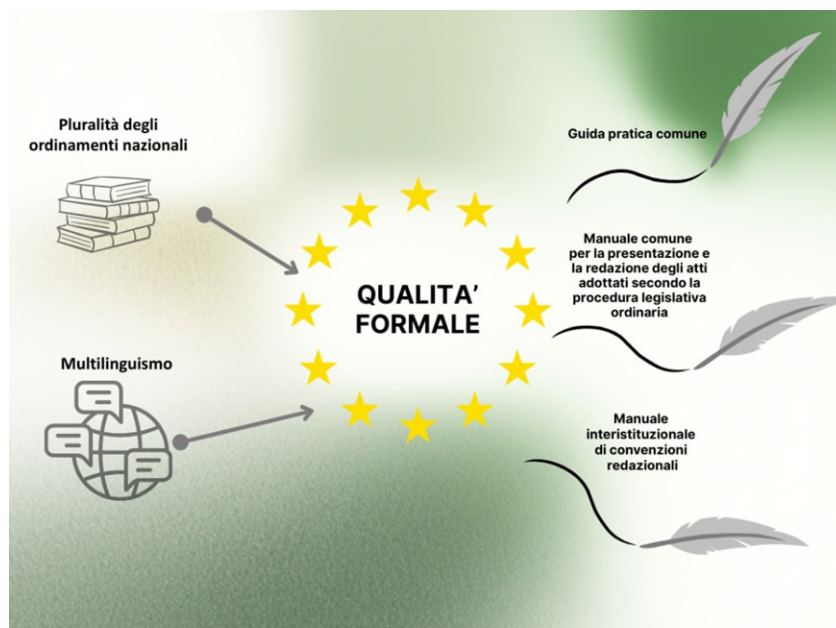 Pluralità degli
ordinamenti nazionali
Multilinguismo
QUALITA’
FORMALE
Guida pratica comune
Manuale comune
per la presentazione e
la redazione degli atti
adottati secondo la
procedura legislativa
ordinaria
Manuale
interistituzionale
di convenzioni
redazionali